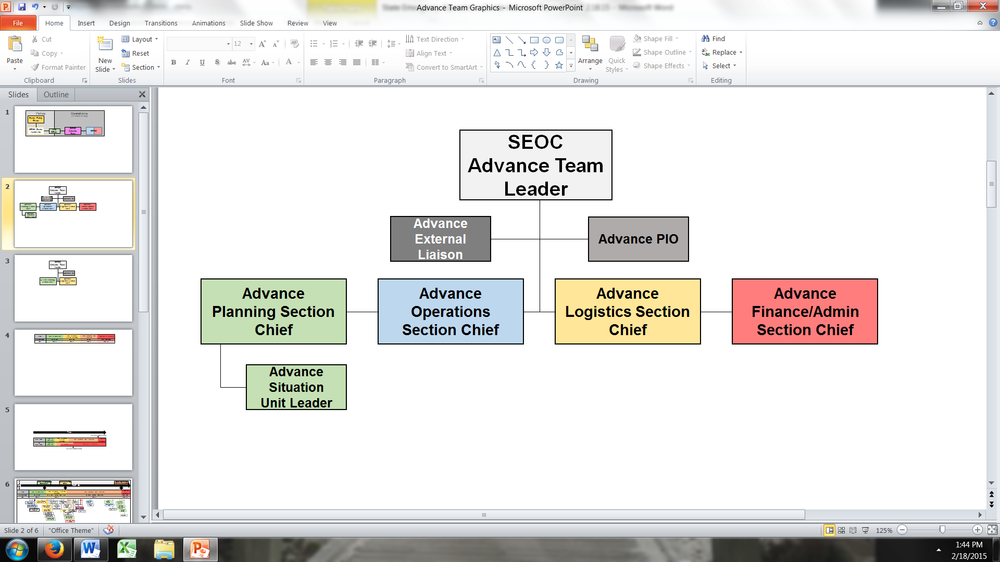 Advance Team Graphics - Microsoft PowerPoint
File Home Insert Design Transitions Animations Slide Show Review View
Paste
Cut
Copy
Format Painter
Clipboard
New
Slide
Layout
Reset
Section
Slides
12
B I U S abc AV Aa A
Font
Text Direction
Align Text
Convert to SmartArt
Paragraph
Arrange
Quick
Styles
Shape Fill
Shape Outline
Shape Effects
Drawing
Find
Replace
Select
Editing
Slides Outline
1
Policy Operations
2
3
4
5
6
SEOC
Advance Team
Leader
Advance
External
Liaison
Advance PIO
Advance
Planning Section
Chief
Advance
Operations
Section Chief
Advance
Logistics Section
Chief
Advance
Finance/Admin
Section Chief
Advance
Situation
Unit Leader
Slide 2 of 6 "Office Theme" 125%
1:44 PM
2/18/2015